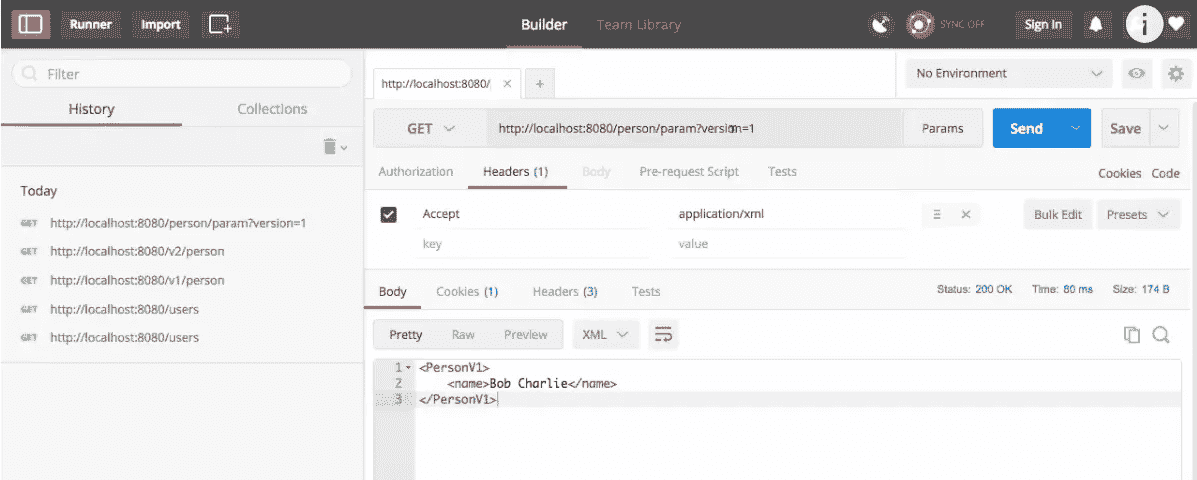 Runner Import Builder Team Library SYNC OFF Sign In i
Filter
History Collections
Today
GET http://localhost:8080/person/param?version=1
GET http://localhost:8080/v2/person
GET http://localhost:8080/v1/person
GET http://localhost:8080/users
GET http://localhost:8080/users
http://localhost:8080/ × + No Environment
GET http://localhost:8080/person/param?version=1 Params Send Save
Authorization Headers (1) Body Pre-request Script Tests Cookies Code
Accept application/xml Bulk Edit Presets
key value
Body Cookies (1) Headers (3) Tests Status: 200 OK Time: 80 ms Size: 174 B
Pretty Raw Preview XML
1 <PersonV1>
2 <name>Bob Charlie</name>
3 </PersonV1>